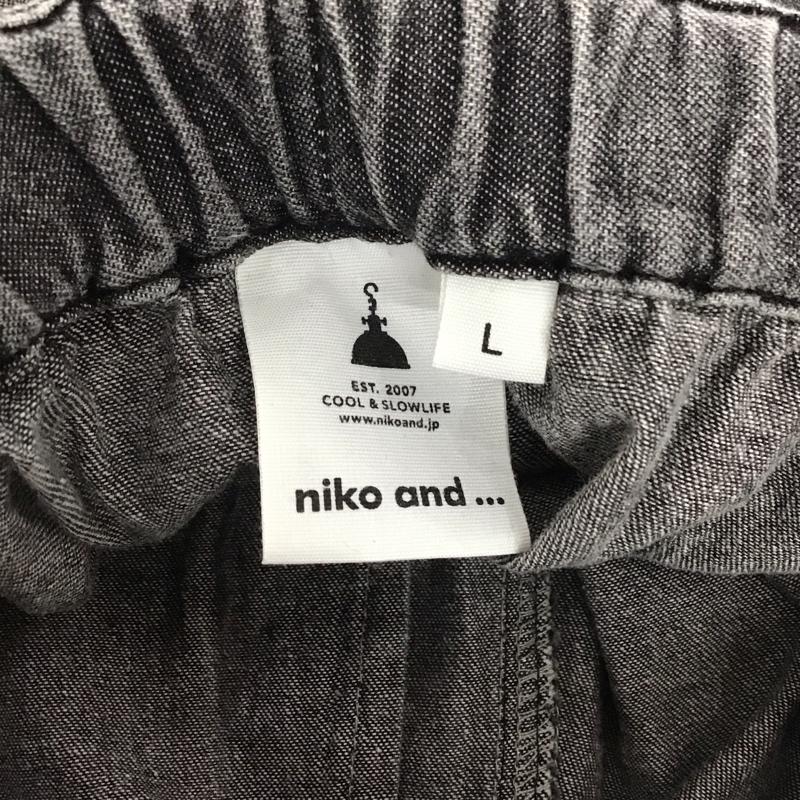 L
EST. 2007
COOL & SLOWLIFE
www.nikoand.jp
niko and ...